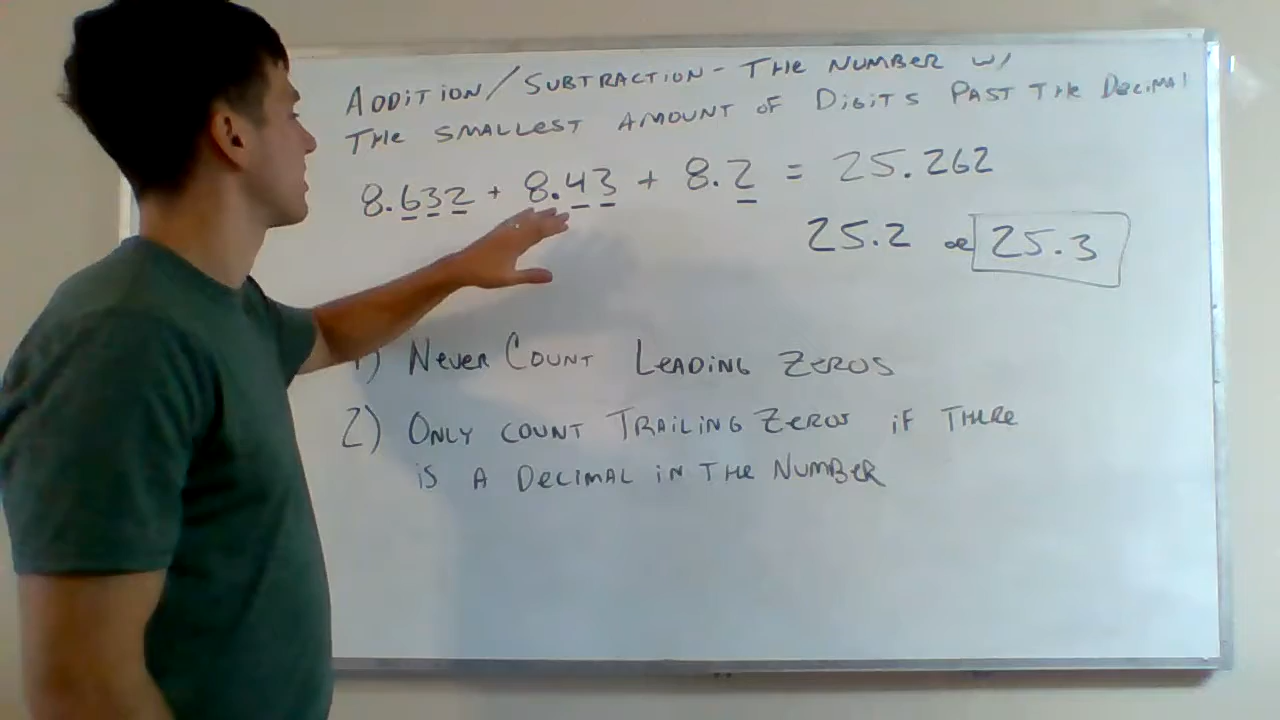 ADDITION/SUBTRACTION - THE NUMBER W/
THE SMALLEST AMOUNT OF DIGITS PAST THE DECIMAL
8.632 + 8.43 + 8.2 = 25.262
25.2 or 25.3
1) NEVER COUNT LEADING ZEROS
2) ONLY COUNT TRAILING ZEROS iF THERE
iS A DECIMAL iN THE NUMBER